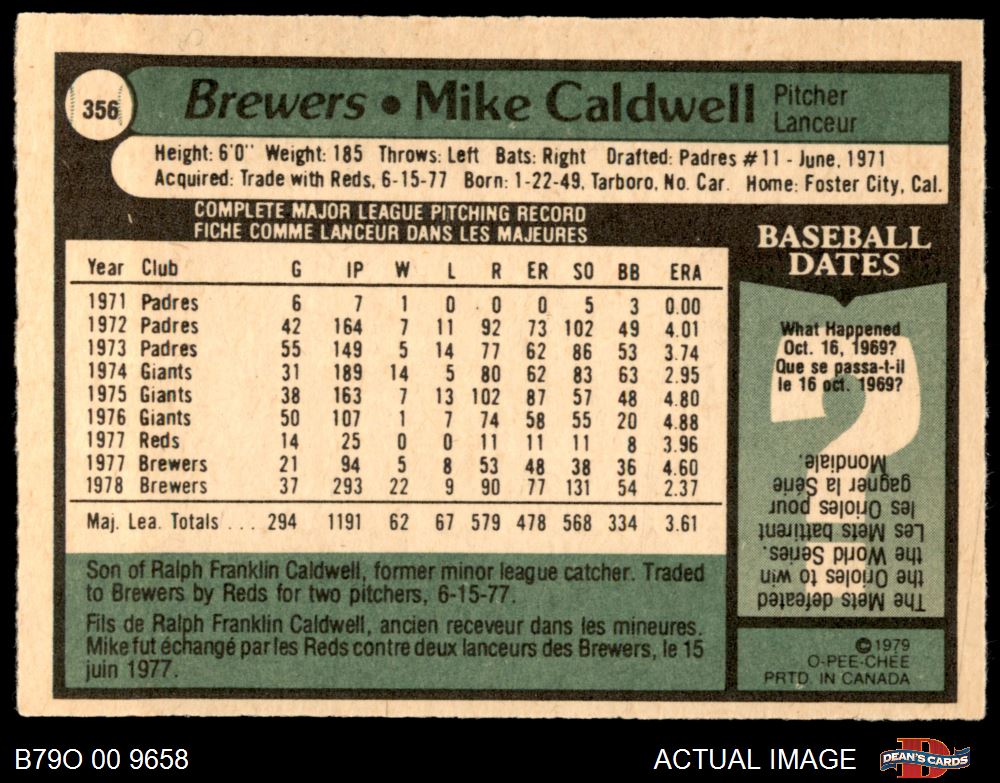 356
Brewers • Mike Caldwell
Pitcher
Lanceur
Height: 6'0" Weight: 185 Throws: Left Bats: Right Drafted: Padres #11 - June, 1971
Acquired: Trade with Reds, 6-15-77 Born: 1-22-49, Tarboro, No. Car. Home: Foster City, Cal.
COMPLETE MAJOR LEAGUE PITCHING RECORD
FICHE COMME LANCEUR DANS LES MAJEURES
Year Club G IP W L R ER SO BB ERA
1971 Padres 6 7 1 0 0 0 5 3 0.00
1972 Padres 42 164 7 11 92 73 102 49 4.01
1973 Padres 55 149 5 14 77 62 86 53 3.74
1974 Giants 31 189 14 5 80 62 83 63 2.95
1975 Giants 38 163 7 13 102 87 57 48 4.80
1976 Giants 50 107 1 7 74 58 55 20 4.88
1977 Reds 14 25 0 0 11 11 11 8 3.96
1977 Brewers 21 94 5 8 53 48 38 36 4.60
1978 Brewers 37 293 22 9 90 77 131 54 2.37
Maj. Lea. Totals ... 294 1191 62 67 579 478 568 334 3.61
Son of Ralph Franklin Caldwell, former minor league catcher. Traded
to Brewers by Reds for two pitchers, 6-15-77.
Fils de Ralph Franklin Caldwell, ancien receveur dans les mineures.
Mike fut échangé par les Reds contre deux lanceurs des Brewers, le 15
juin 1977.
BASEBALL
DATES
What Happened
Oct. 16, 1969?
Que se passa-t-il
le 16 oct. 1969?
The Mets defeated
the Orioles to win
the World Series.
Les Mets battirent
les Orioles pour
gagner la Série
Mondiale.
©1979
O-PEE-CHEE
PRTD. IN CANADA
B79O 00 9658
ACTUAL IMAGE
DEAN'S CARDS